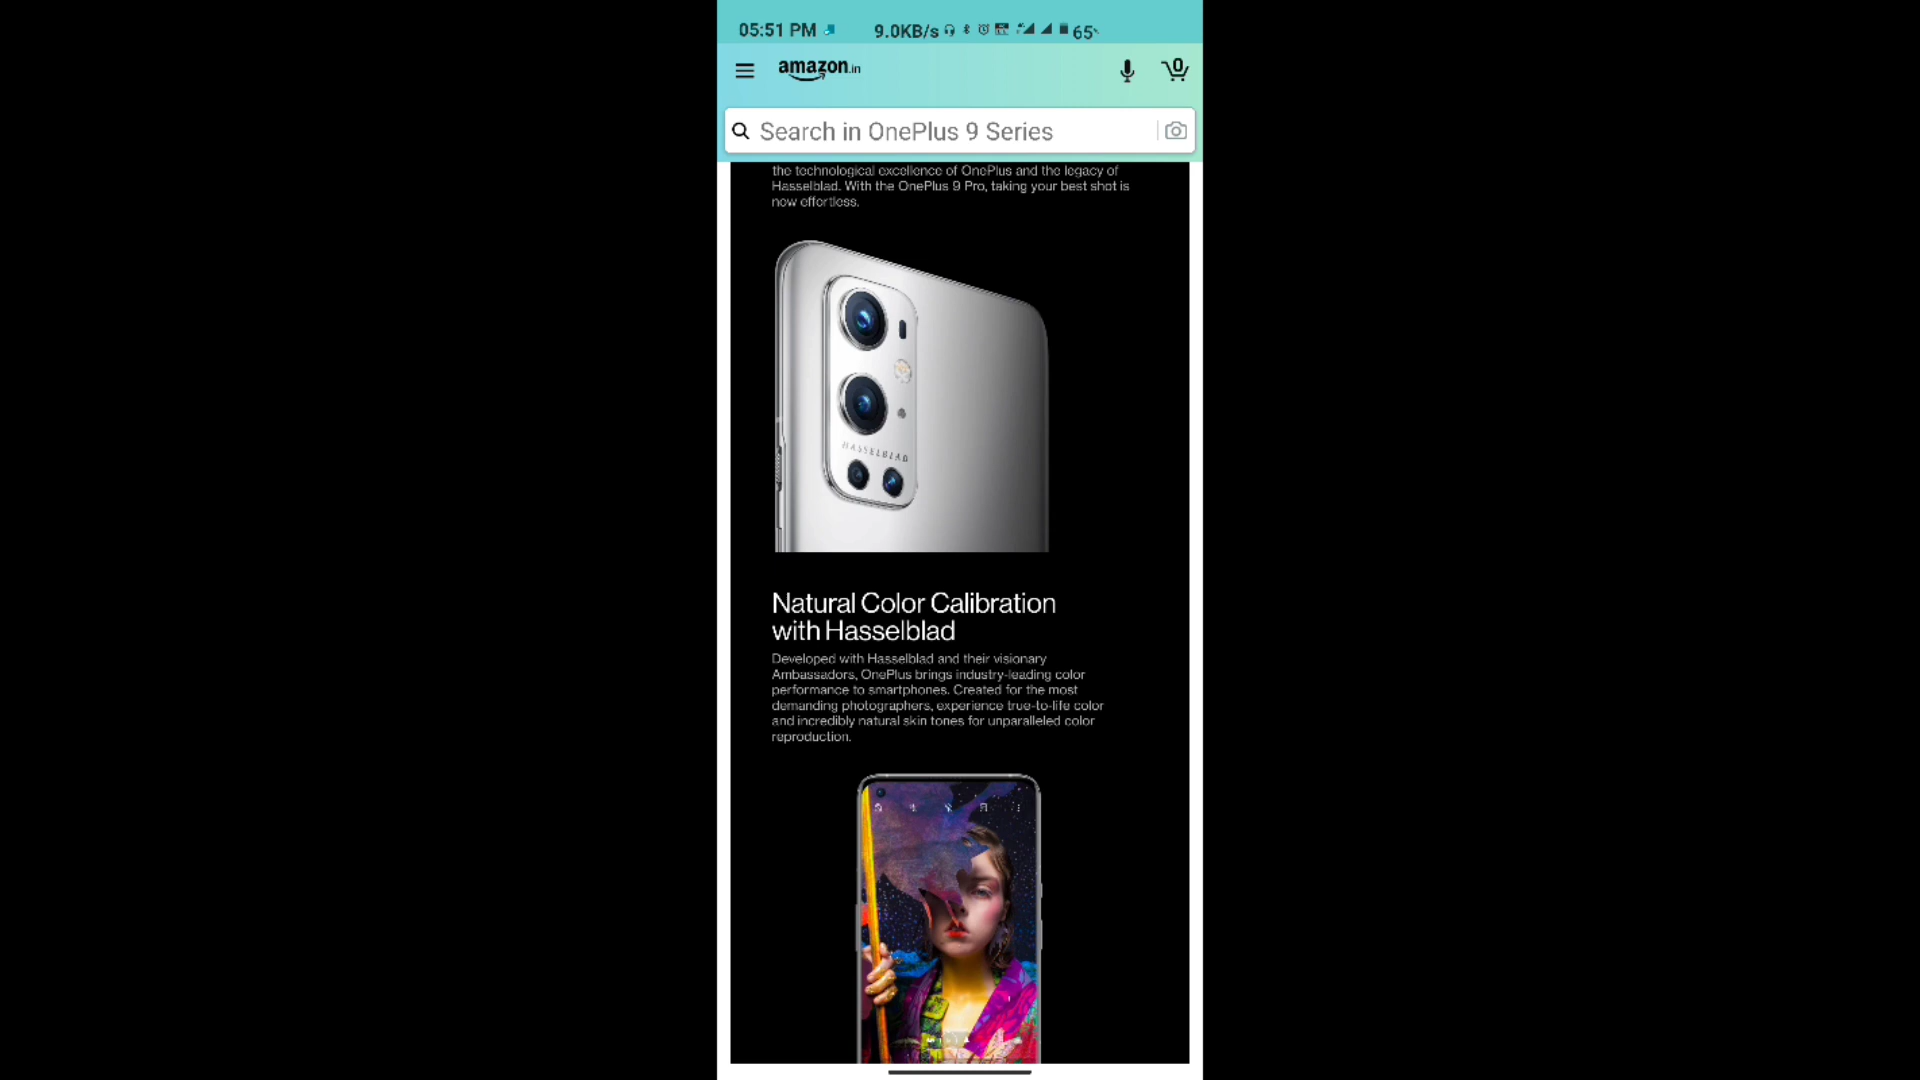 05:51 PM
9.0KB/s
65
amazon.in
0
Search in OnePlus 9 Series
the technological excellence of OnePlus and the legacy of
Hasselblad. With the OnePlus 9 Pro, taking your best shot is
now effortless.
HASSELBLAD
Natural Color Calibration
with Hasselblad
Developed with Hasselblad and their visionary
Ambassadors, OnePlus brings industry-leading color
performance to smartphones. Created for the most
demanding photographers, experience true-to-life color
and incredibly natural skin tones for unparalleled color
reproduction.